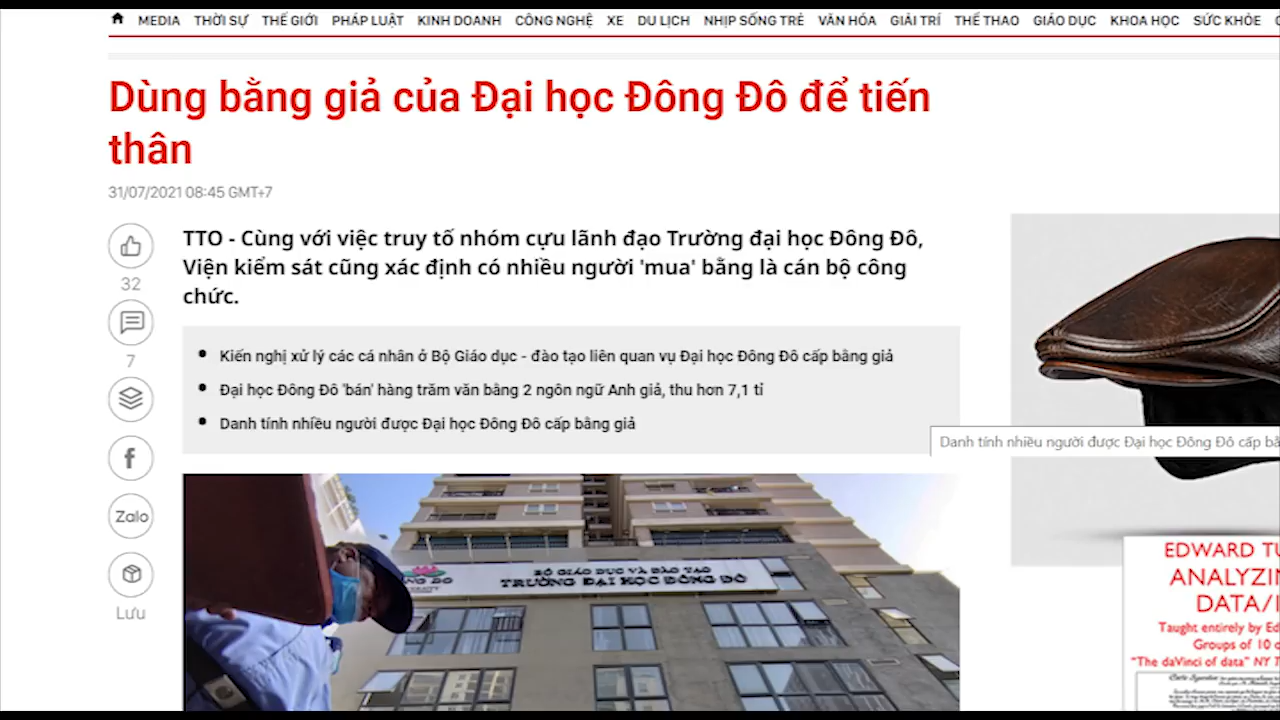 MEDIA THỜI SỰ THẾ GIỚI PHÁP LUẬT KINH DOANH CÔNG NGHỆ XE DU LỊCH NHỊP SỐNG TRẺ VĂN HÓA GIẢI TRÍ THỂ THAO GIÁO DỤC KHOA HỌC SỨC KHỎE
Dùng bằng giả của Đại học Đông Đô để tiến
thân
31/07/2021 08:45 GMT+7
TTO - Cùng với việc truy tố nhóm cựu lãnh đạo Trường đại học Đông Đô,
Viện kiểm sát cũng xác định có nhiều người 'mua' bằng là cán bộ công
chức.
32
7
Zalo
Lưu
Kiến nghị xử lý các cá nhân ở Bộ Giáo dục - đào tạo liên quan vụ Đại học Đông Đô cấp bằng giả
Đại học Đông Đô 'bán' hàng trăm văn bằng 2 ngôn ngữ Anh giả, thu hơn 7,1 tỉ
Danh tính nhiều người được Đại học Đông Đô cấp bằng giả
Danh tính nhiều người được Đại học Đông Đô cấp
BỘ GIÁO DỤC VÀ ĐÀO TẠO
TRƯỜNG ĐẠI HỌC ĐÔNG ĐÔ
EDWARD
DATA/
Taught entirely by
Groups of 10
"The daVinci of data" NY